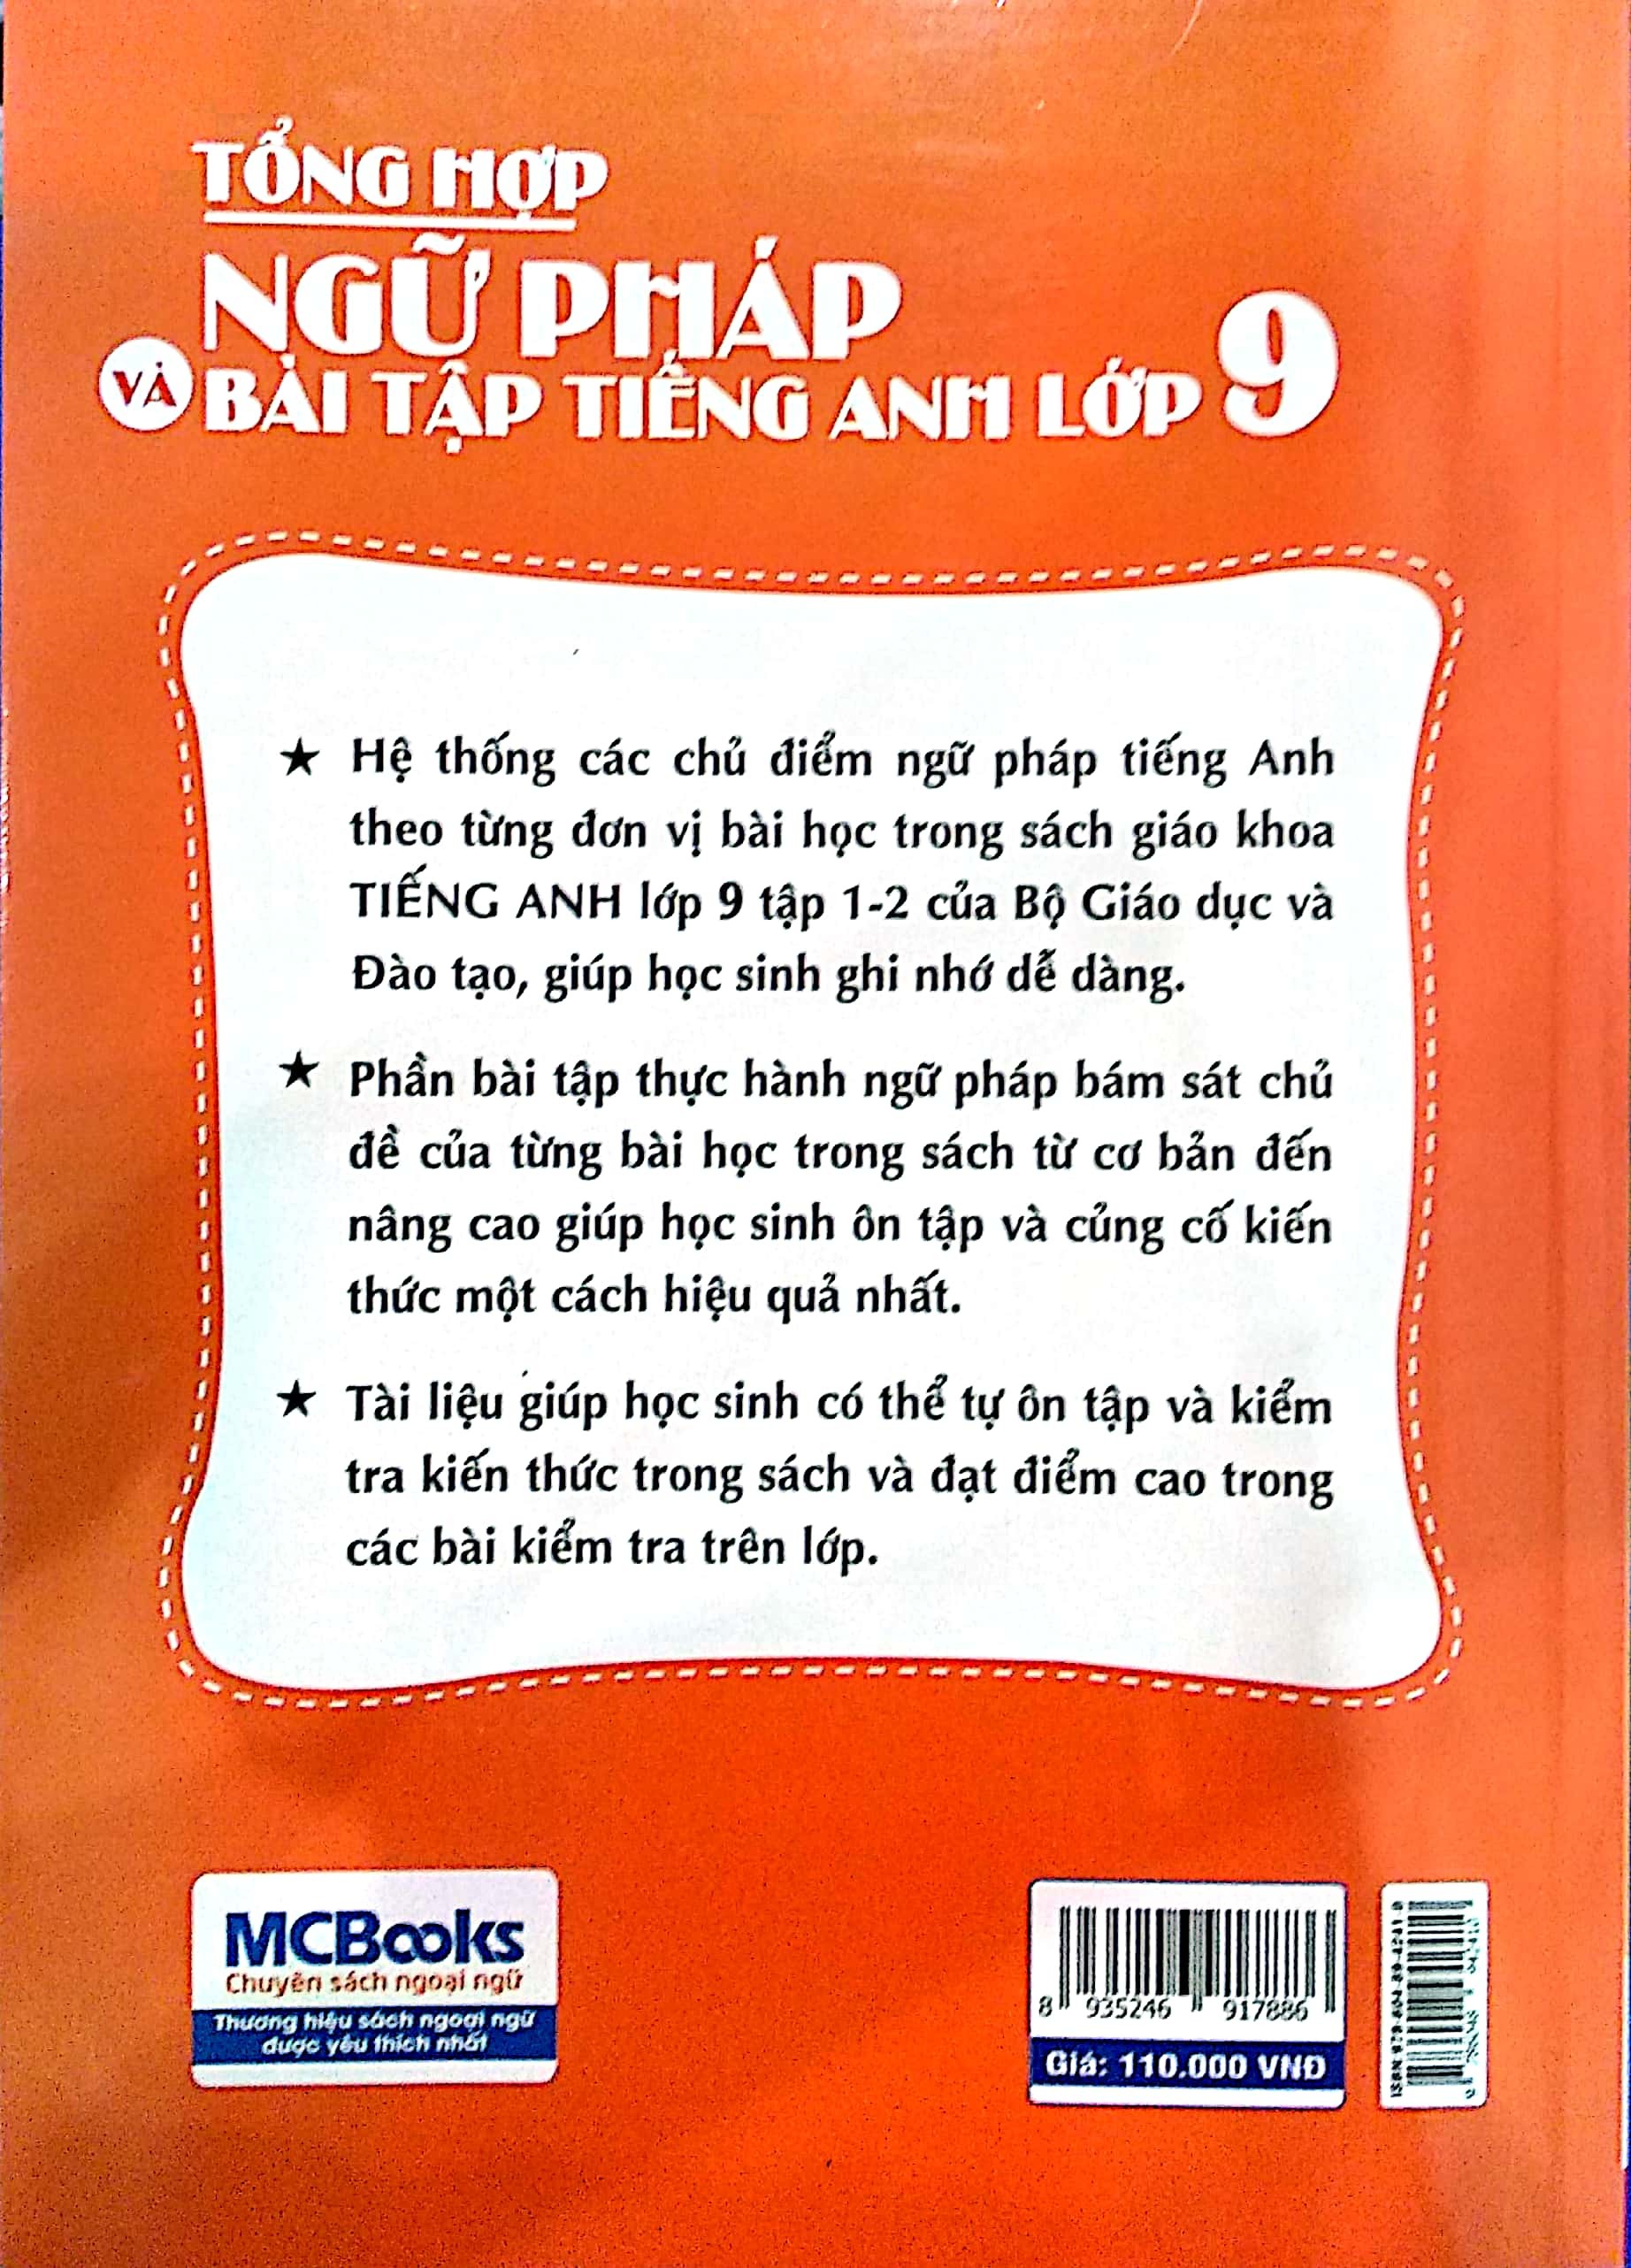 TỔNG HỢP
NGỮ PHÁP
VÀ BÀI TẬP TIẾNG ANH LỚP 9
★ Hệ thống các chủ điểm ngữ pháp tiếng Anh
theo từng đơn vị bài học trong sách giáo khoa
TIẾNG ANH lớp 9 tập 1-2 của Bộ Giáo dục và
Đào tạo, giúp học sinh ghi nhớ dễ dàng.
★ Phần bài tập thực hành ngữ pháp bám sát chủ
đề của từng bài học trong sách từ cơ bản đến
nâng cao giúp học sinh ôn tập và củng cố kiến
thức một cách hiệu quả nhất.
★ Tài liệu giúp học sinh có thể tự ôn tập và kiểm
tra kiến thức trong sách và đạt điểm cao trong
các bài kiểm tra trên lớp.
MCBooks
Chuyên sách ngoại ngữ
Thương hiệu sách ngoại ngữ
được yêu thích nhất
8 935246 917886
Giá: 110.000 VNĐ